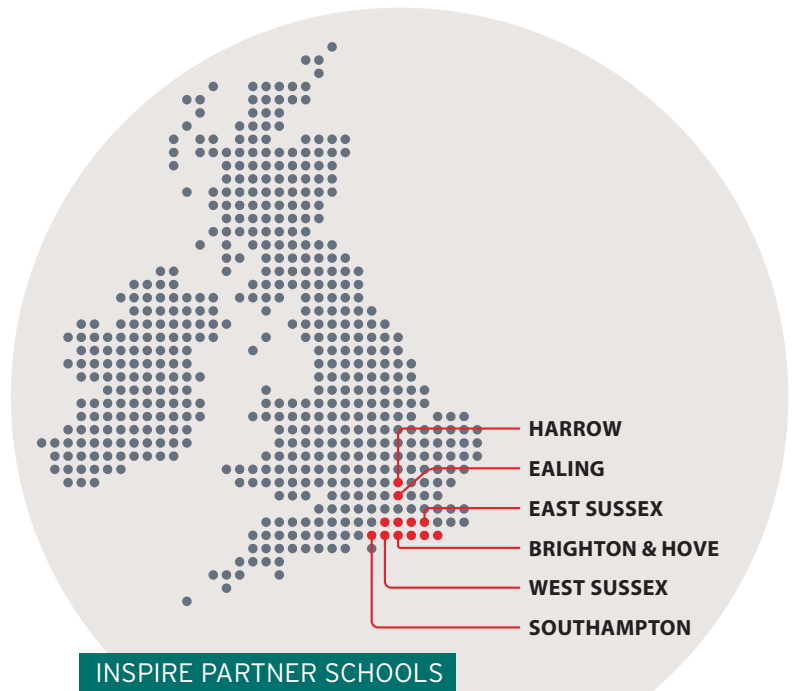 HARROW
EALING
EAST SUSSEX
BRIGHTON & HOVE
WEST SUSSEX
SOUTHAMPTON
INSPIRE PARTNER SCHOOLS